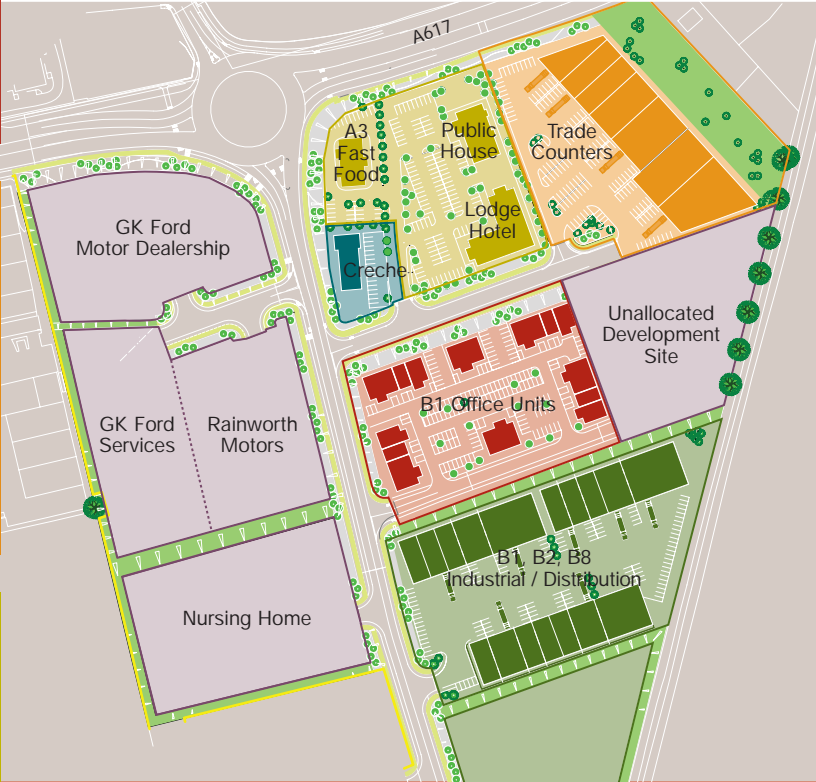 A617
A3
Fast
Food
Public
House
Trade
Counters
Lodge
Hotel
GK Ford
Motor Dealership
Creche
Unallocated
Development
Site
B1 Office Units
GK Ford
Services
Rainworth
Motors
B1, B2, B8
Industrial / Distribution
Nursing Home